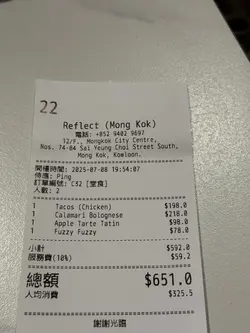 22
Reflect (Mong Kok)
電話: +852 9402 9697
12/F., Mongkok City Centre,
Nos. 74-84 Sai Yeung Choi Street South,
Mong Kok, Kowloon,
開檯時間: 2025-07-08 19:54:07
侍應: Ping
訂單編號: C32 [堂食]
人數: 2
1 Tacos (Chicken) $198.0
1 Calamari Bolognese $218.0
1 Apple Tarte Tatin $98.0
1 Fuzzy Fuzzy $78.0
小計 $592.0
服務費(10%) $59.2
總額 $651.0
人均消費 $325.5
謝謝光臨